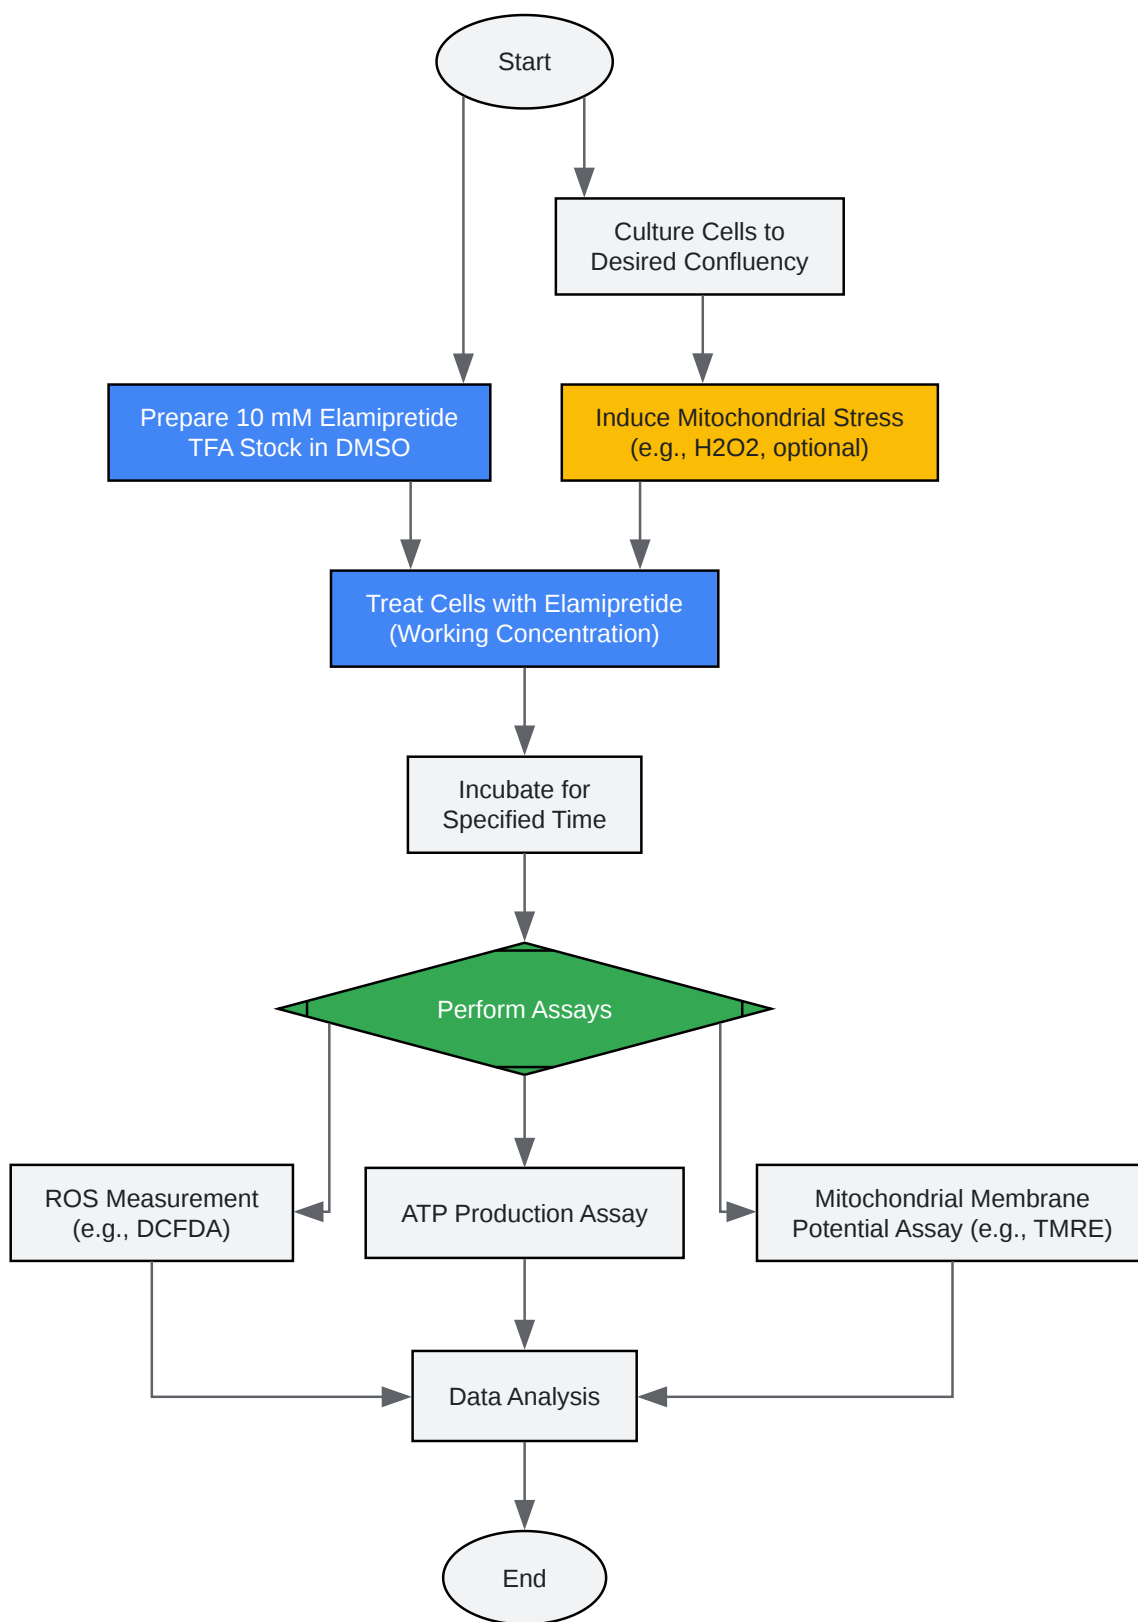 Start
Culture Cells to
Desired Confluency
Prepare 10 mM Elamipretide
TFA Stock in DMSO
Induce Mitochondrial Stress
(e.g., H2O2, optional)
Treat Cells with Elamipretide
(Working Concentration)
Incubate for
Specified Time
Perform Assays
ROS Measurement
(e.g., DCFDA)
ATP Production Assay
Mitochondrial Membrane
Potential Assay (e.g., TMRE)
Data Analysis
End